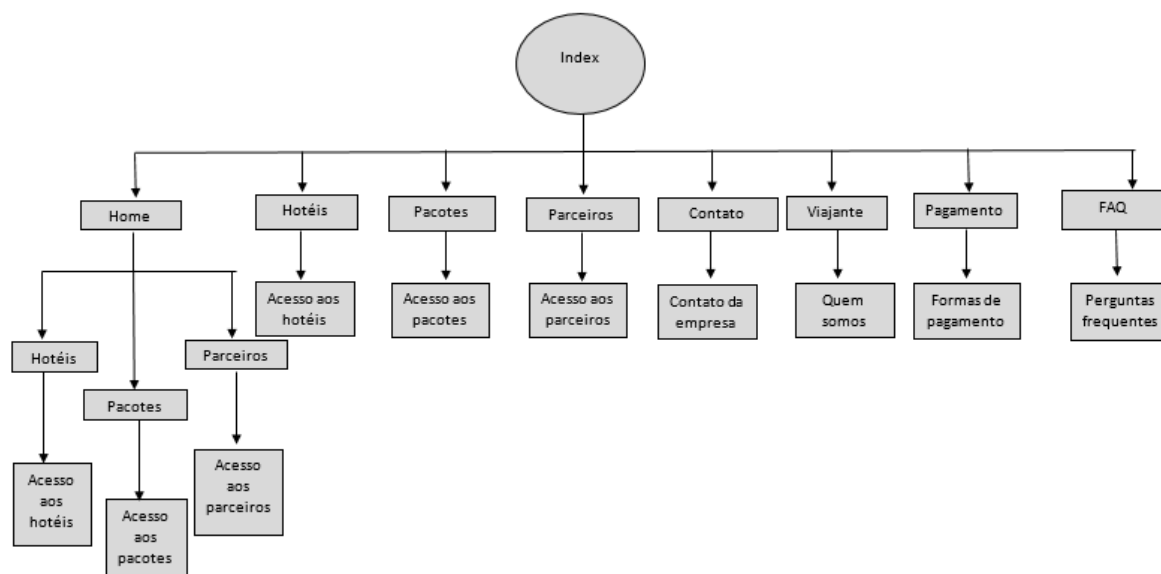 Index
Home
Hotéis
Pacotes
Parceiros
Contato
Viajante
Pagamento
FAQ
Acesso aos
hotéis
Acesso aos
pacotes
Acesso aos
parceiros
Contato da
empresa
Quem
somos
Formas de
pagamento
Perguntas
frequentes
Hotéis
Pacotes
Parceiros
Acesso
aos
hotéis
Acesso
ao
pacotes
Acesso
aos
parceiros